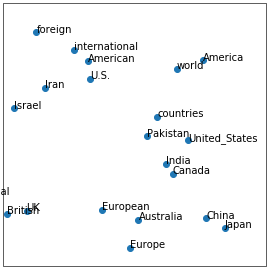 foreign
international
American
America
world
U.S.
Iran
Israel
countries
Pakistan
United_States
India
Canada
al
UK
British
European
Australia
China
Japan
Europe